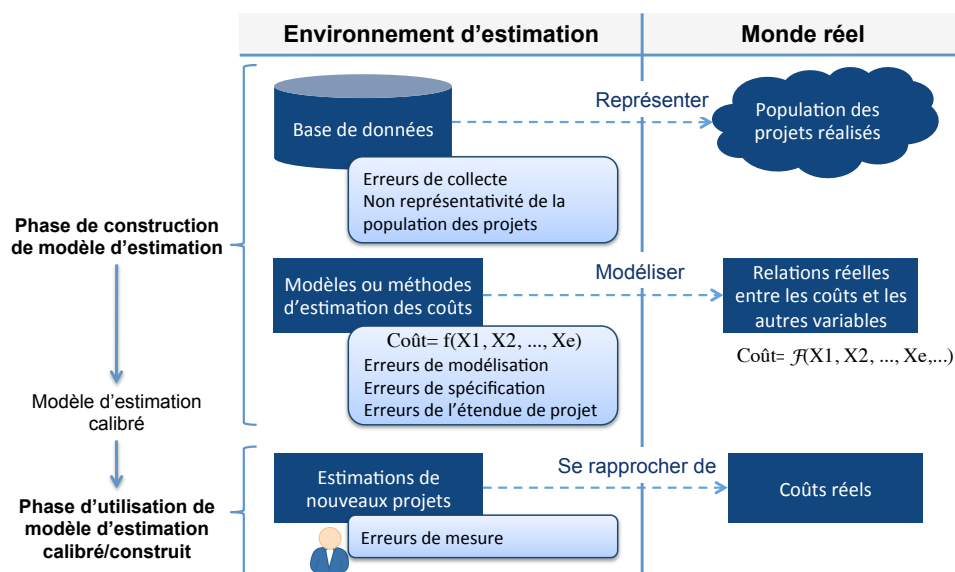 Environnement d'estimation
Monde réel
Base de données
Représenter
Population des
projets réalisés
Erreurs de collecte
Non représentativité de la
population des projets
Phase de construction
de modèle d'estimation
Modèles ou méthodes
d'estimation des coûts
Modéliser
Relations réelles
entre les coûts et les
autres variables
Coût= f(X1, X2, ..., Xe)
Erreurs de modélisation
Erreurs de spécification
Erreurs de l'étendue de projet
Coût= ℱ(X1, X2, ..., Xe,...)
Modèle d'estimation
calibré
Phase d'utilisation de
modèle d'estimation
calibré/construit
Estimations de
nouveaux projets
Se rapprocher de
Coûts réels
Erreurs de mesure